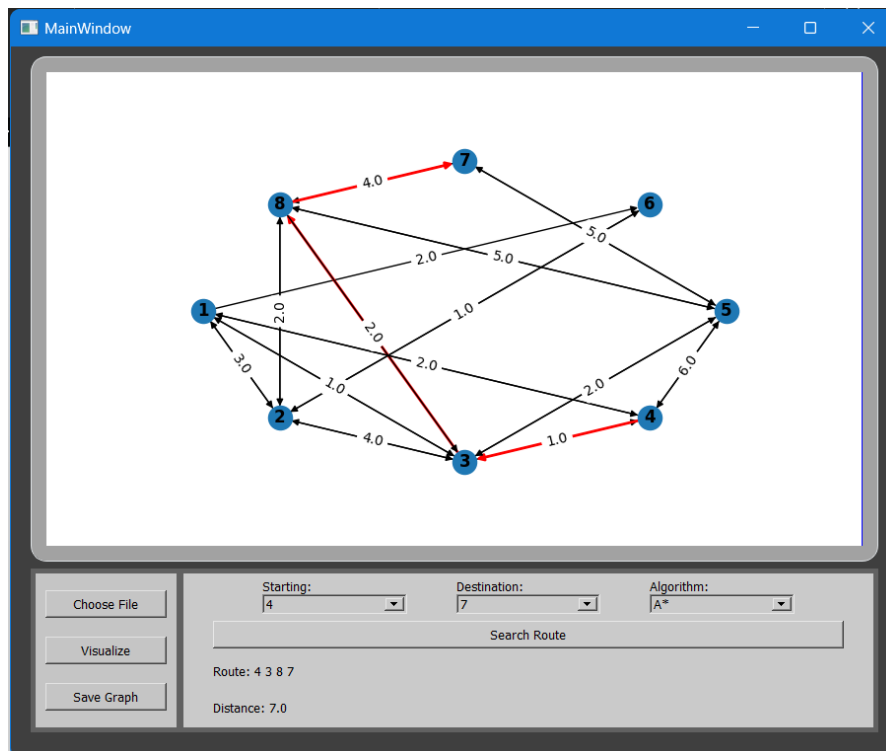 MainWindow
7
4.0
8
6
5.0
2.0
5.0
2.0
1.0
1
5
2.0
3.0
2.0
1.0
2.0
6.0
2.0
2
4
4.0
1.0
3
Starting:
Destination:
Algorithm:
Choose File
4
7
A*
Search Route
Visualize
Route: 4 3 8 7
Save Graph
Distance: 7.0